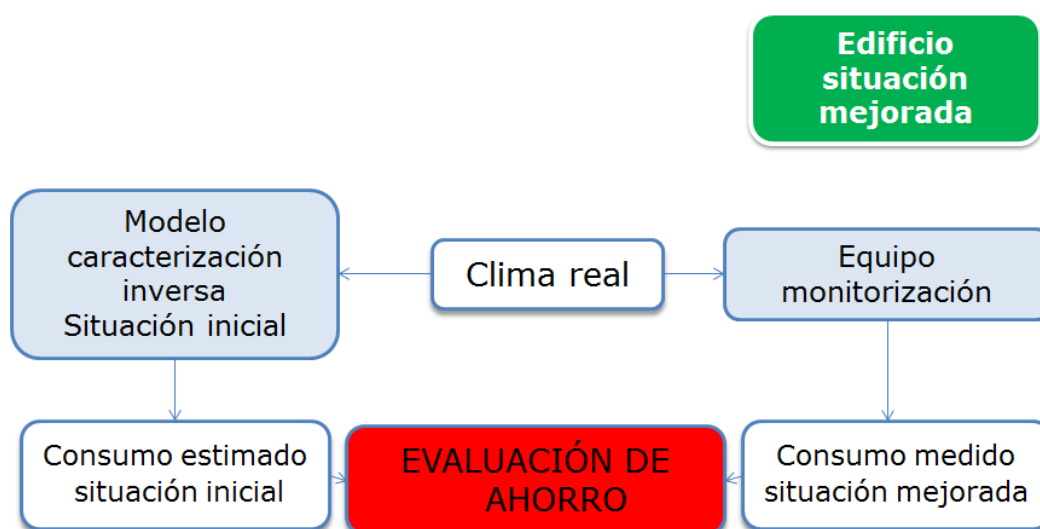 Edificio
situación
mejorada
Modelo
caracterización
inversa
Situación inicial
Clima real
Equipo
monitorización
Consumo estimado
situación inicial
EVALUACIÓN DE
AHORRO
Consumo medido
situación mejorada